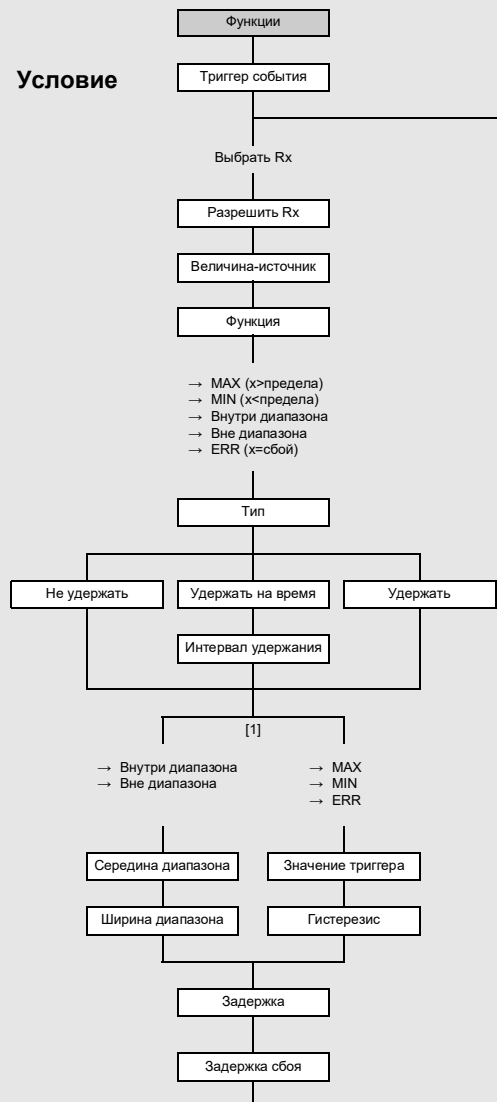 Функции
Условие
Триггер события
Выбрать Rx
Разрешить Rx
Величина-источник
Функция
→ MAX (x>предела)
→ MIN (x<предела)
→ Внутри диапазона
→ Вне диапазона
→ ERR (x=сбой)
Тип
Не удержать
Удержать на время
Удержать
Интервал удержания
[1]
→ Внутри диапазона
→ Вне диапазона
→ MAX
→ MIN
→ ERR
Середина диапазона
Значение триггера
Ширина диапазона
Гистерезис
Задержка
Задержка сбоя